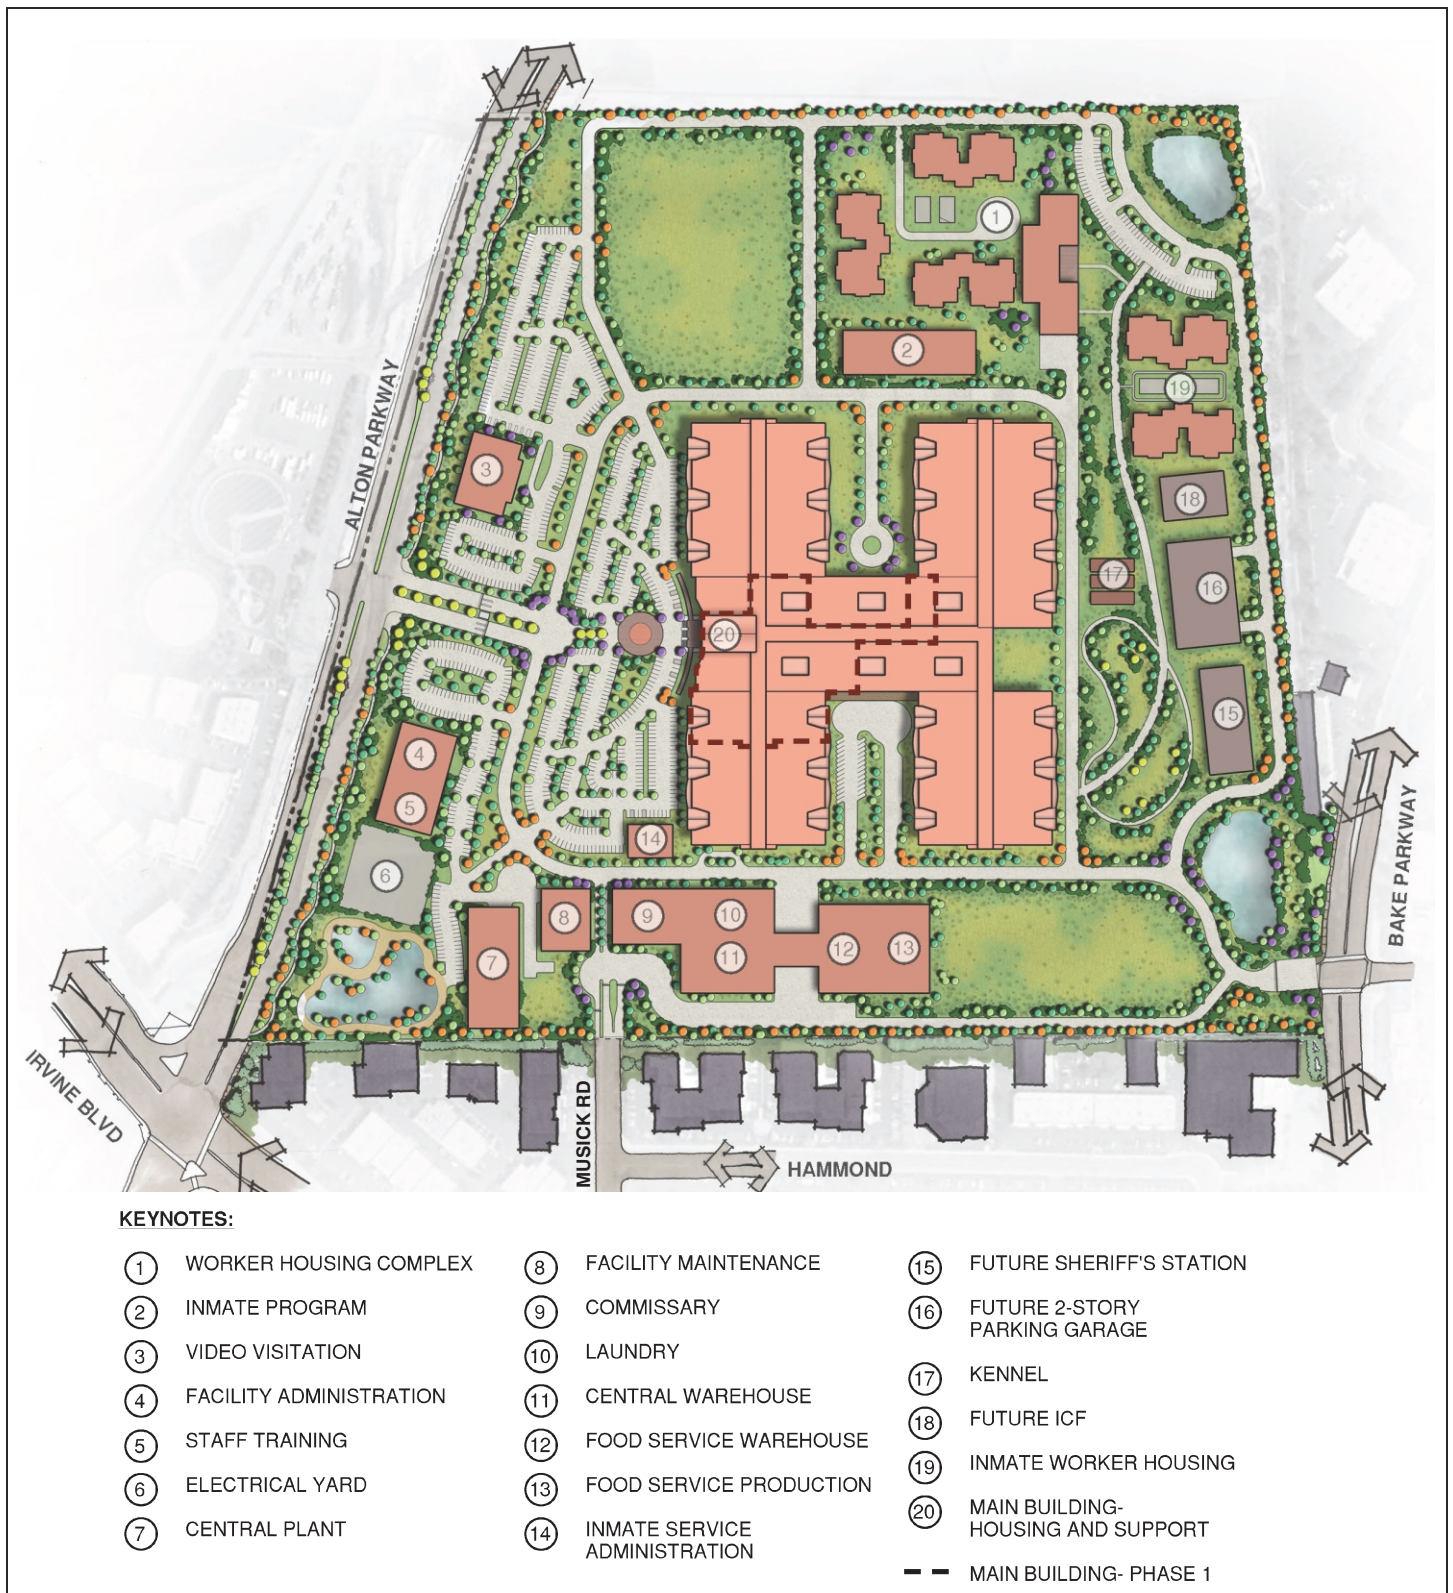 1
2
19
3
18
17
16
20
15
4
5
14
6
8
9
10
11
12
13
7
ALTON PARKWAY
BAKE PARKWAY
IRVINE BLVD
MUSICK RD
HAMMOND
KEYNOTES:
1 WORKER HOUSING COMPLEX
2 INMATE PROGRAM
3 VIDEO VISITATION
4 FACILITY ADMINISTRATION
5 STAFF TRAINING
6 ELECTRICAL YARD
7 CENTRAL PLANT
8 FACILITY MAINTENANCE
9 COMMISSARY
10 LAUNDRY
11 CENTRAL WAREHOUSE
12 FOOD SERVICE WAREHOUSE
13 FOOD SERVICE PRODUCTION
14 INMATE SERVICE
ADMINISTRATION
15 FUTURE SHERIFF'S STATION
16 FUTURE 2-STORY
PARKING GARAGE
17 KENNEL
18 FUTURE ICF
19 INMATE WORKER HOUSING
20 MAIN BUILDING-
HOUSING AND SUPPORT
MAIN BUILDING- PHASE 1